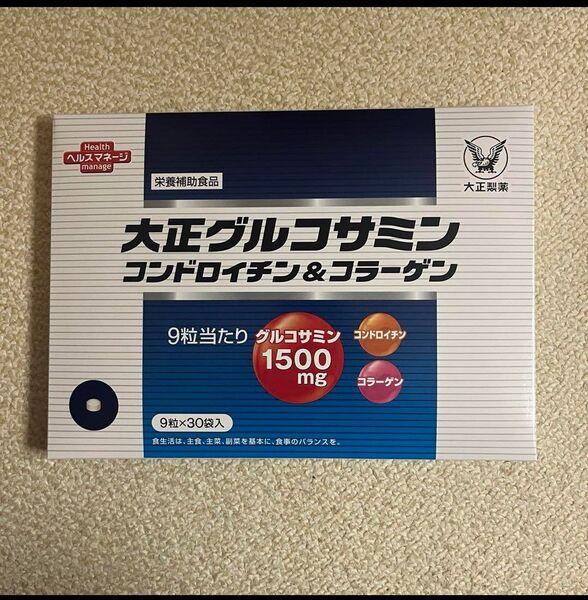 Health
ヘルスマネージ
manage
大正製薬
栄養補助食品
大正グルコサミン
コンドロイチン&コラーゲン
9粒当たり
グルコサミン
1500
mg
コンドロイチン
コラーゲン
9粒×30袋入
食生活は、主食、主菜、副菜を基本に、食事のバランスを。